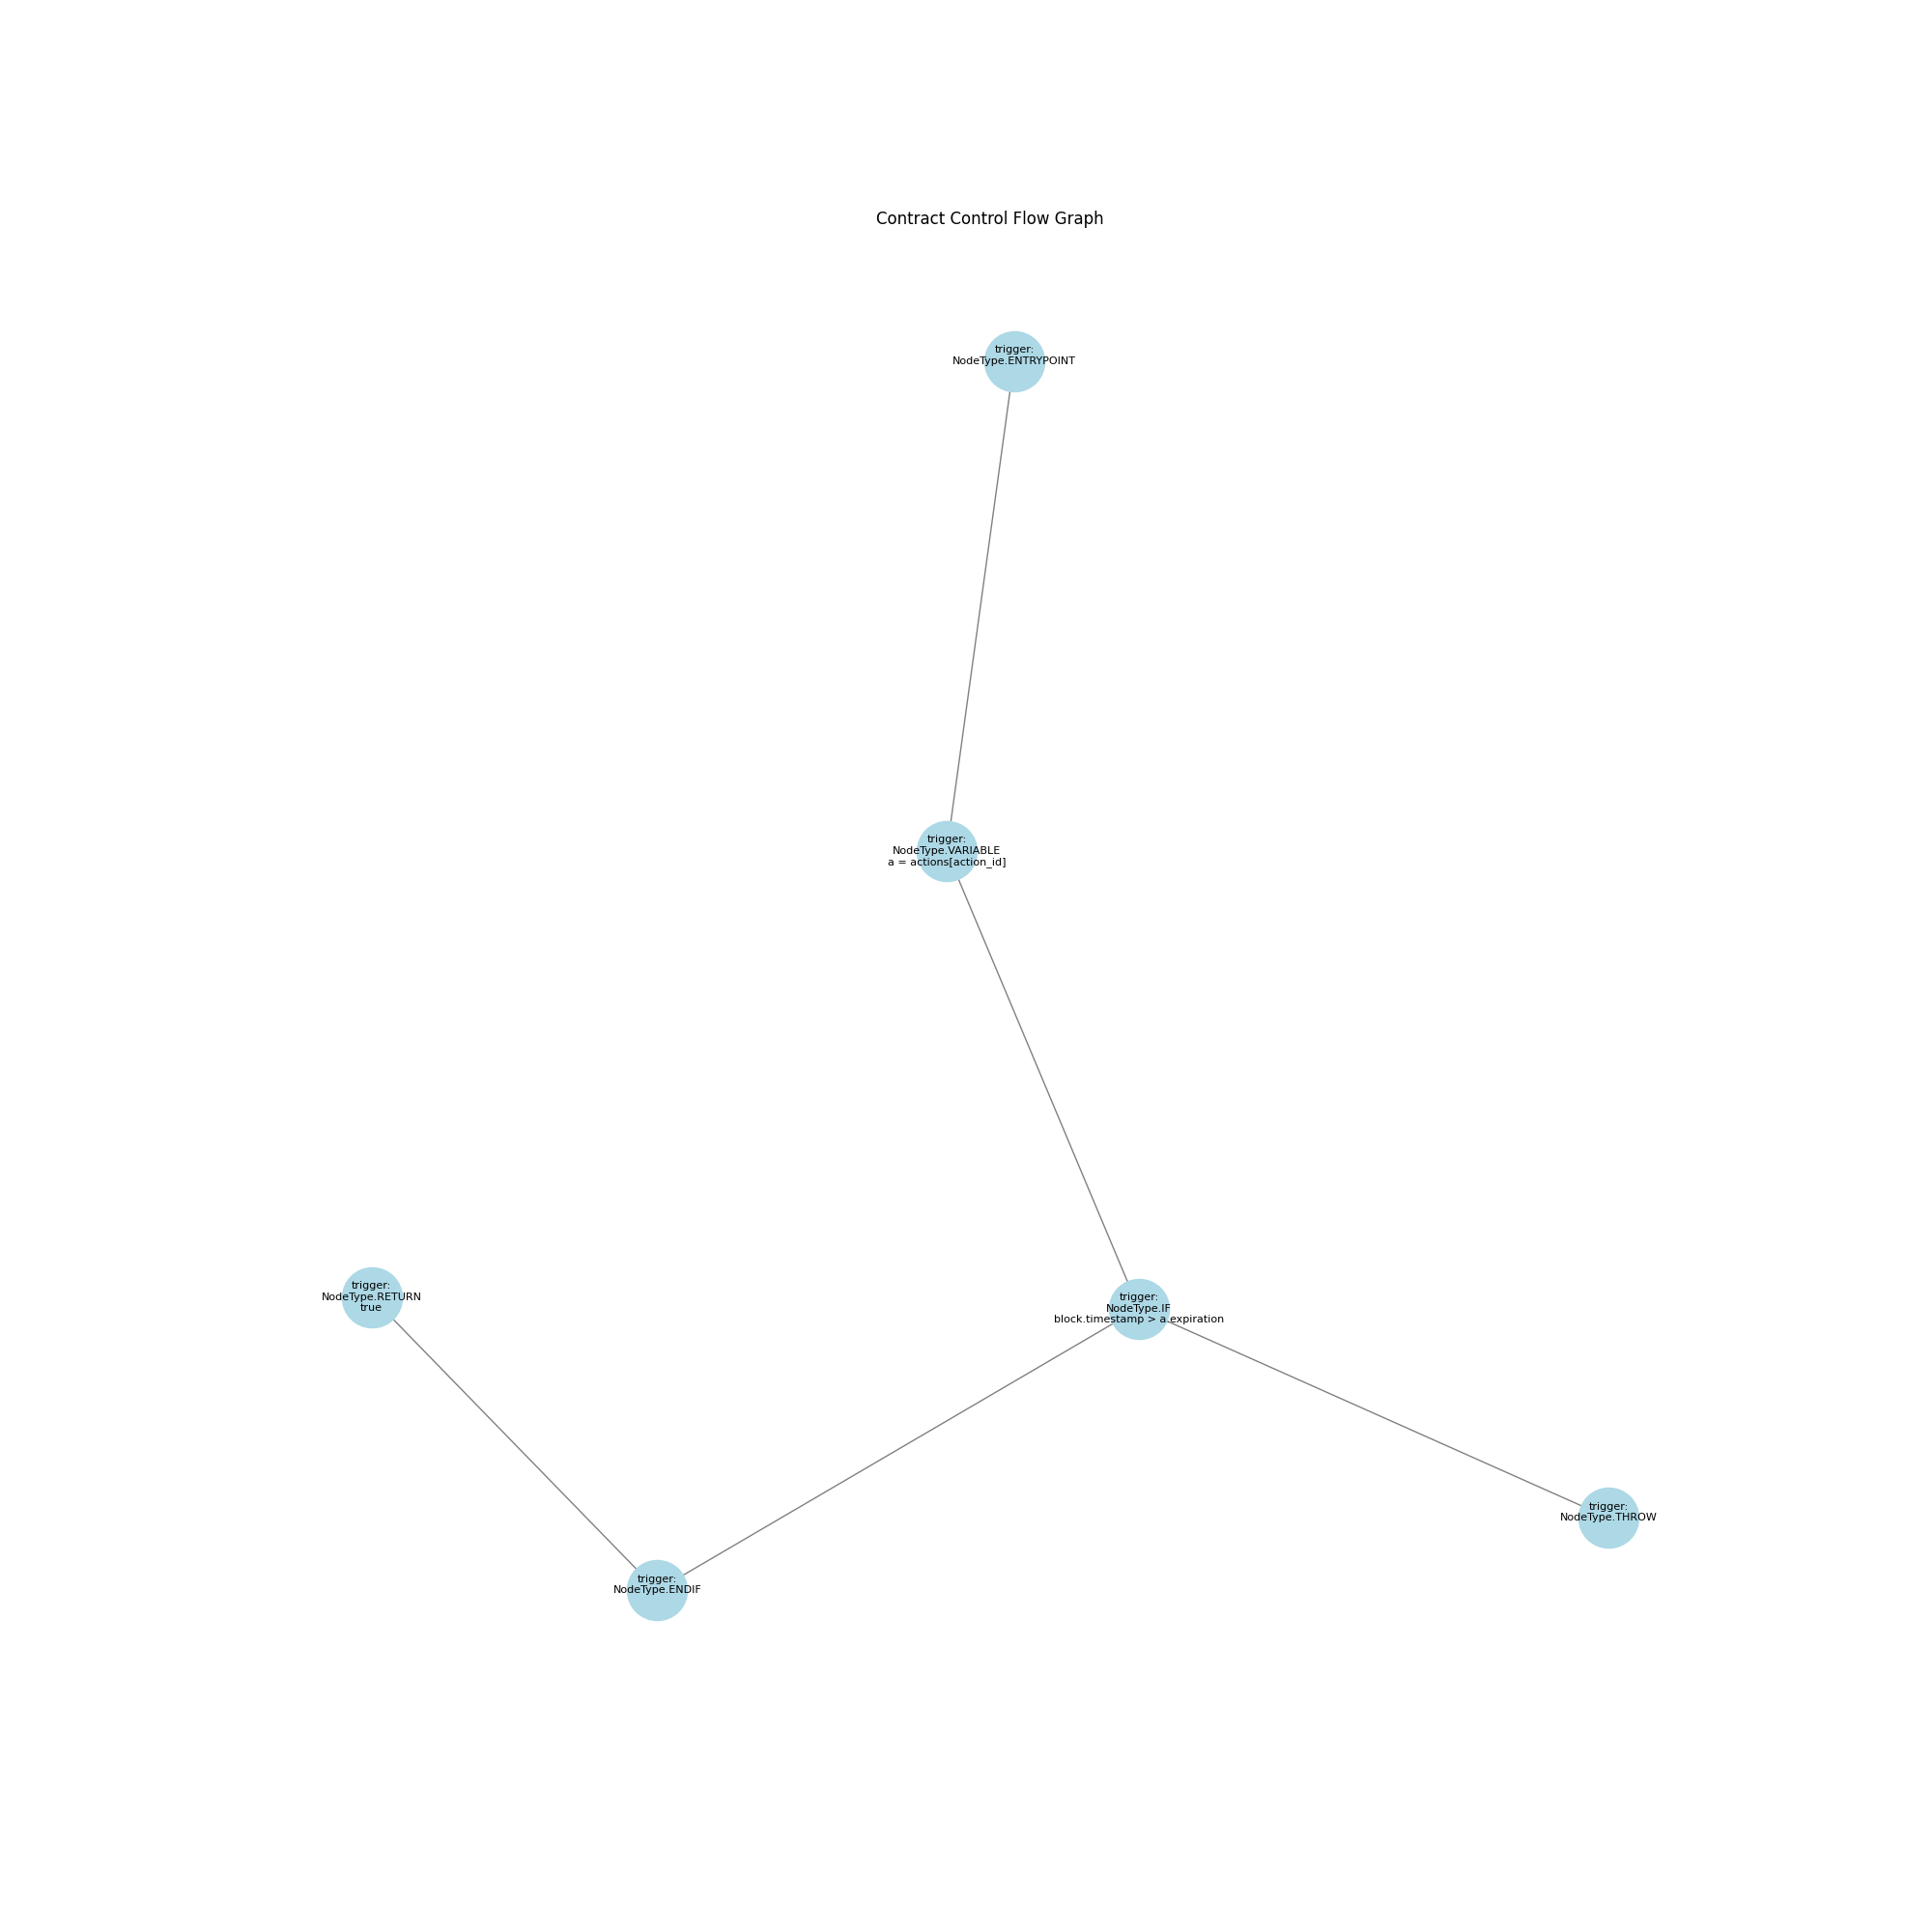 Contract Control Flow Graph
trigger:
NodeType.ENTRYPOINT
trigger:
NodeType.VARIABLE
a = actions[action_id]
trigger:
NodeType.RETURN
true
trigger:
NodeType.IF
block.timestamp > a.expiration
trigger:
NodeType.THROW
trigger:
NodeType.ENDIF